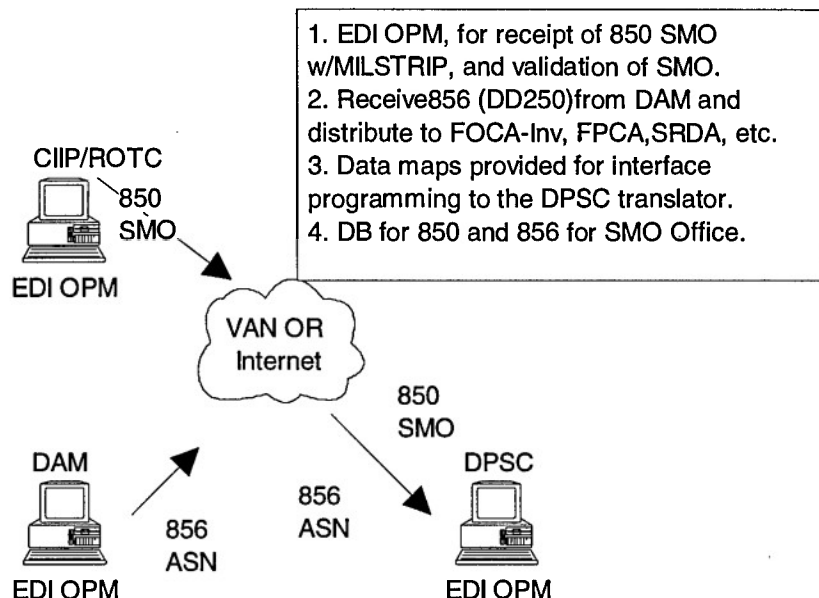 1. EDI OPM, for receipt of 850 SMO
w/MILSTRIP, and validation of SMO.
2. Receive856 (DD250)from DAM and
distribute to FOCA-Inv, FPCA,SRDA, etc.
3. Data maps provided for interface
programming to the DPSC translator.
4. DB for 850 and 856 for SMO Office.
CIIP/ROTC
850
SMO
EDI OPM
VAN OR
Internet
850
SMO
DAM
856
ASN
EDI OPM
856
ASN
DPSC
EDI OPM